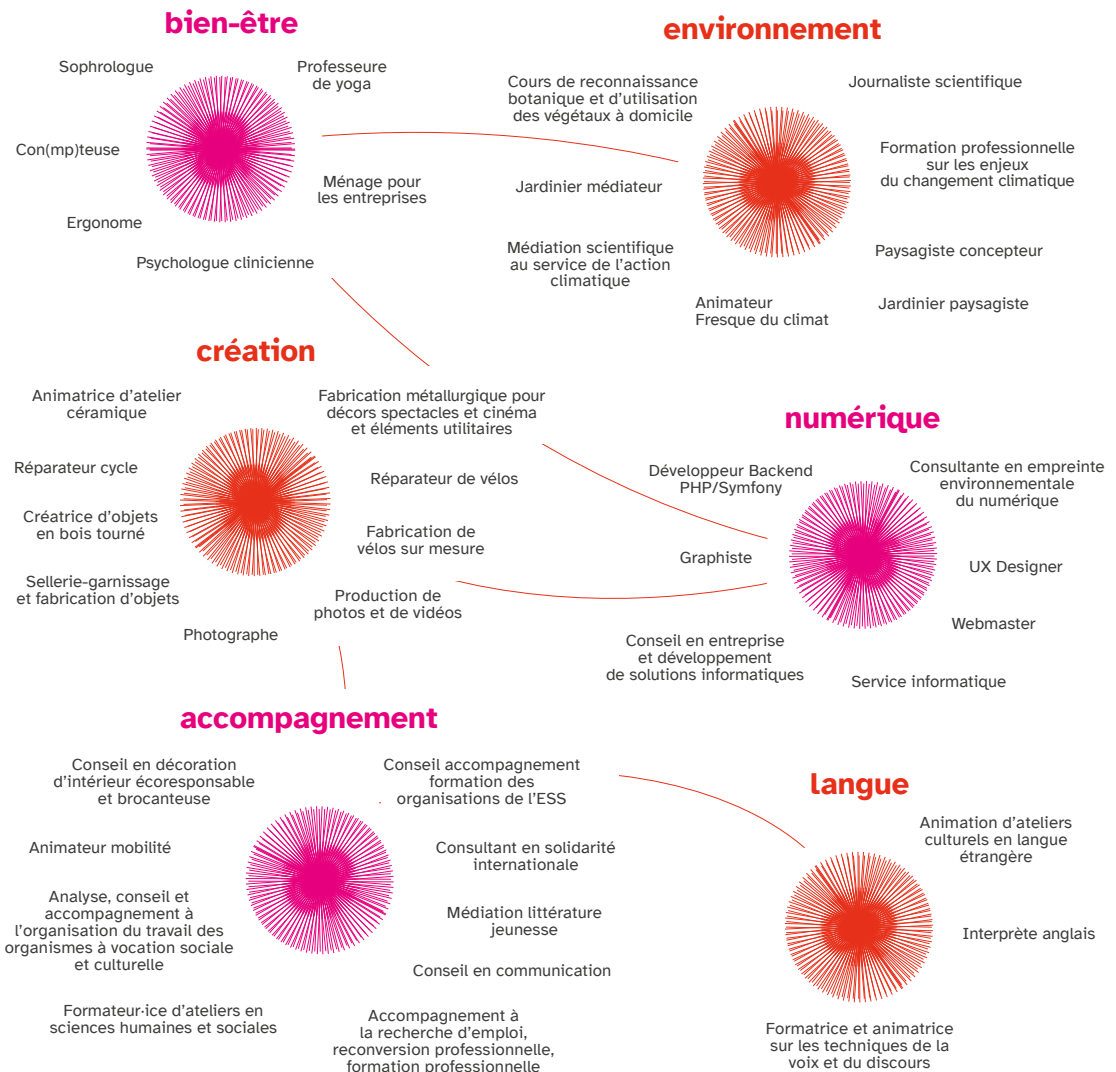 bien-être
Sophrologue
Professeure
de yoga
Con(mp)teuse
Ménage pour
les entreprises
Ergonome
Psychologue clinicienne
environnement
Cours de reconnaissance
botanique et d’utilisation
des végétaux à domicile
Journaliste scientifique
Formation professionnelle
sur les enjeux
du changement climatique
Jardinier médiateur
Médiation scientifique
au service de l’action
climatique
Paysagiste concepteur
Animateur
Fresque du climat
Jardinier paysagiste
création
Animatrice d’atelier
céramique
Fabrication métallurgique pour
décors spectacles et cinéma
et éléments utilitaires
Réparateur cycle
Réparateur de vélos
Créatrice d’objets
en bois tourné
Fabrication de
vélos sur mesure
Sellerie-garnissage
et fabrication d’objets
Production de
photos et de vidéos
Photographe
numérique
Développeur Backend
PHP/Symfony
Consultante en empreinte
environnementale
du numérique
Graphiste
UX Designer
Webmaster
Conseil en entreprise
et développement
de solutions informatiques
Service informatique
accompagnement
Conseil en décoration
d’intérieur écoresponsable
et brocanteuse
Conseil accompagnement
formation des
organisations de l’ESS
Animateur mobilité
Consultant en solidarité
internationale
Analyse, conseil et
accompagnement à
l’organisation du travail des
organismes à vocation sociale
et culturelle
Médiation littérature
jeunesse
Conseil en communication
Formateur·ice d’ateliers en
sciences humaines et sociales
Accompagnement à
la recherche d’emploi,
reconversion professionnelle,
formation professionnelle
langue
Animation d’ateliers
culturels en langue
étrangère
Interprète anglais
Formatrice et animatrice
sur les techniques de la
voix et du discours